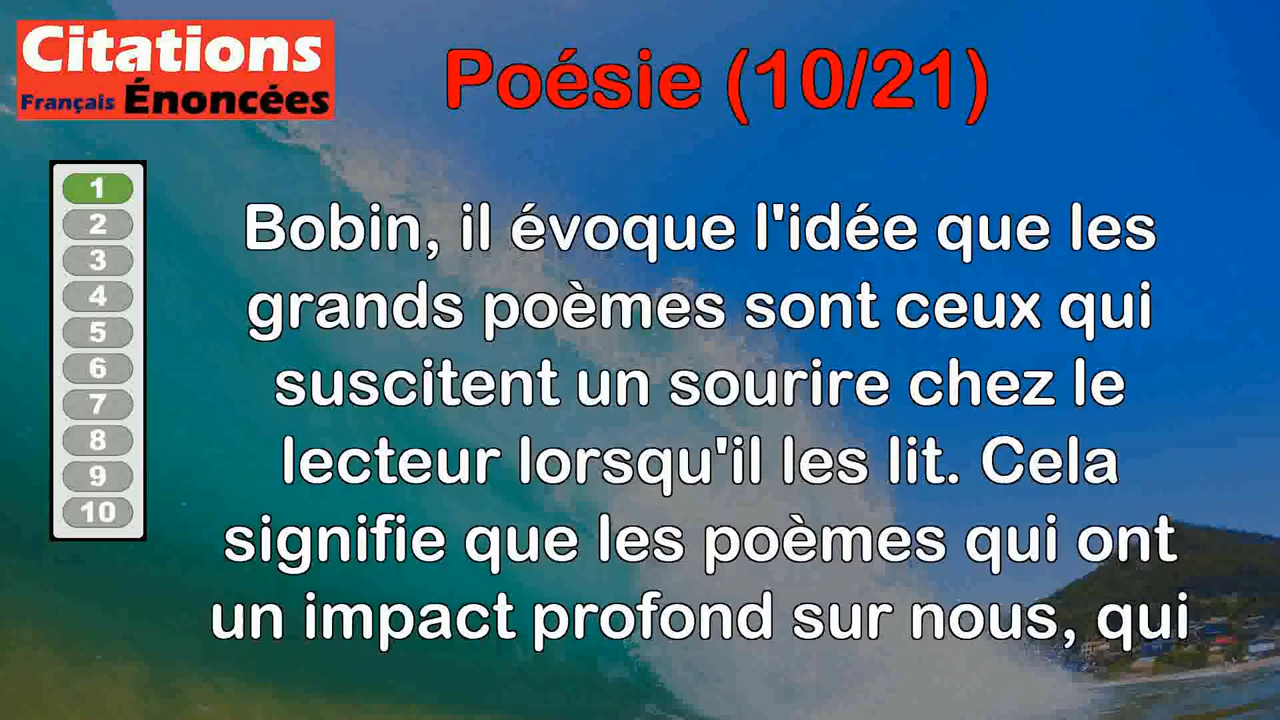 Citations
Français Énoncées
Poésie (10/21)
1
2
3
4
5
6
7
8
9
10
Bobin, il évoque l'idée que les
grands poèmes sont ceux qui
suscitent un sourire chez le
lecteur lorsqu'il les lit. Cela
signifie que les poèmes qui ont
un impact profond sur nous, qui